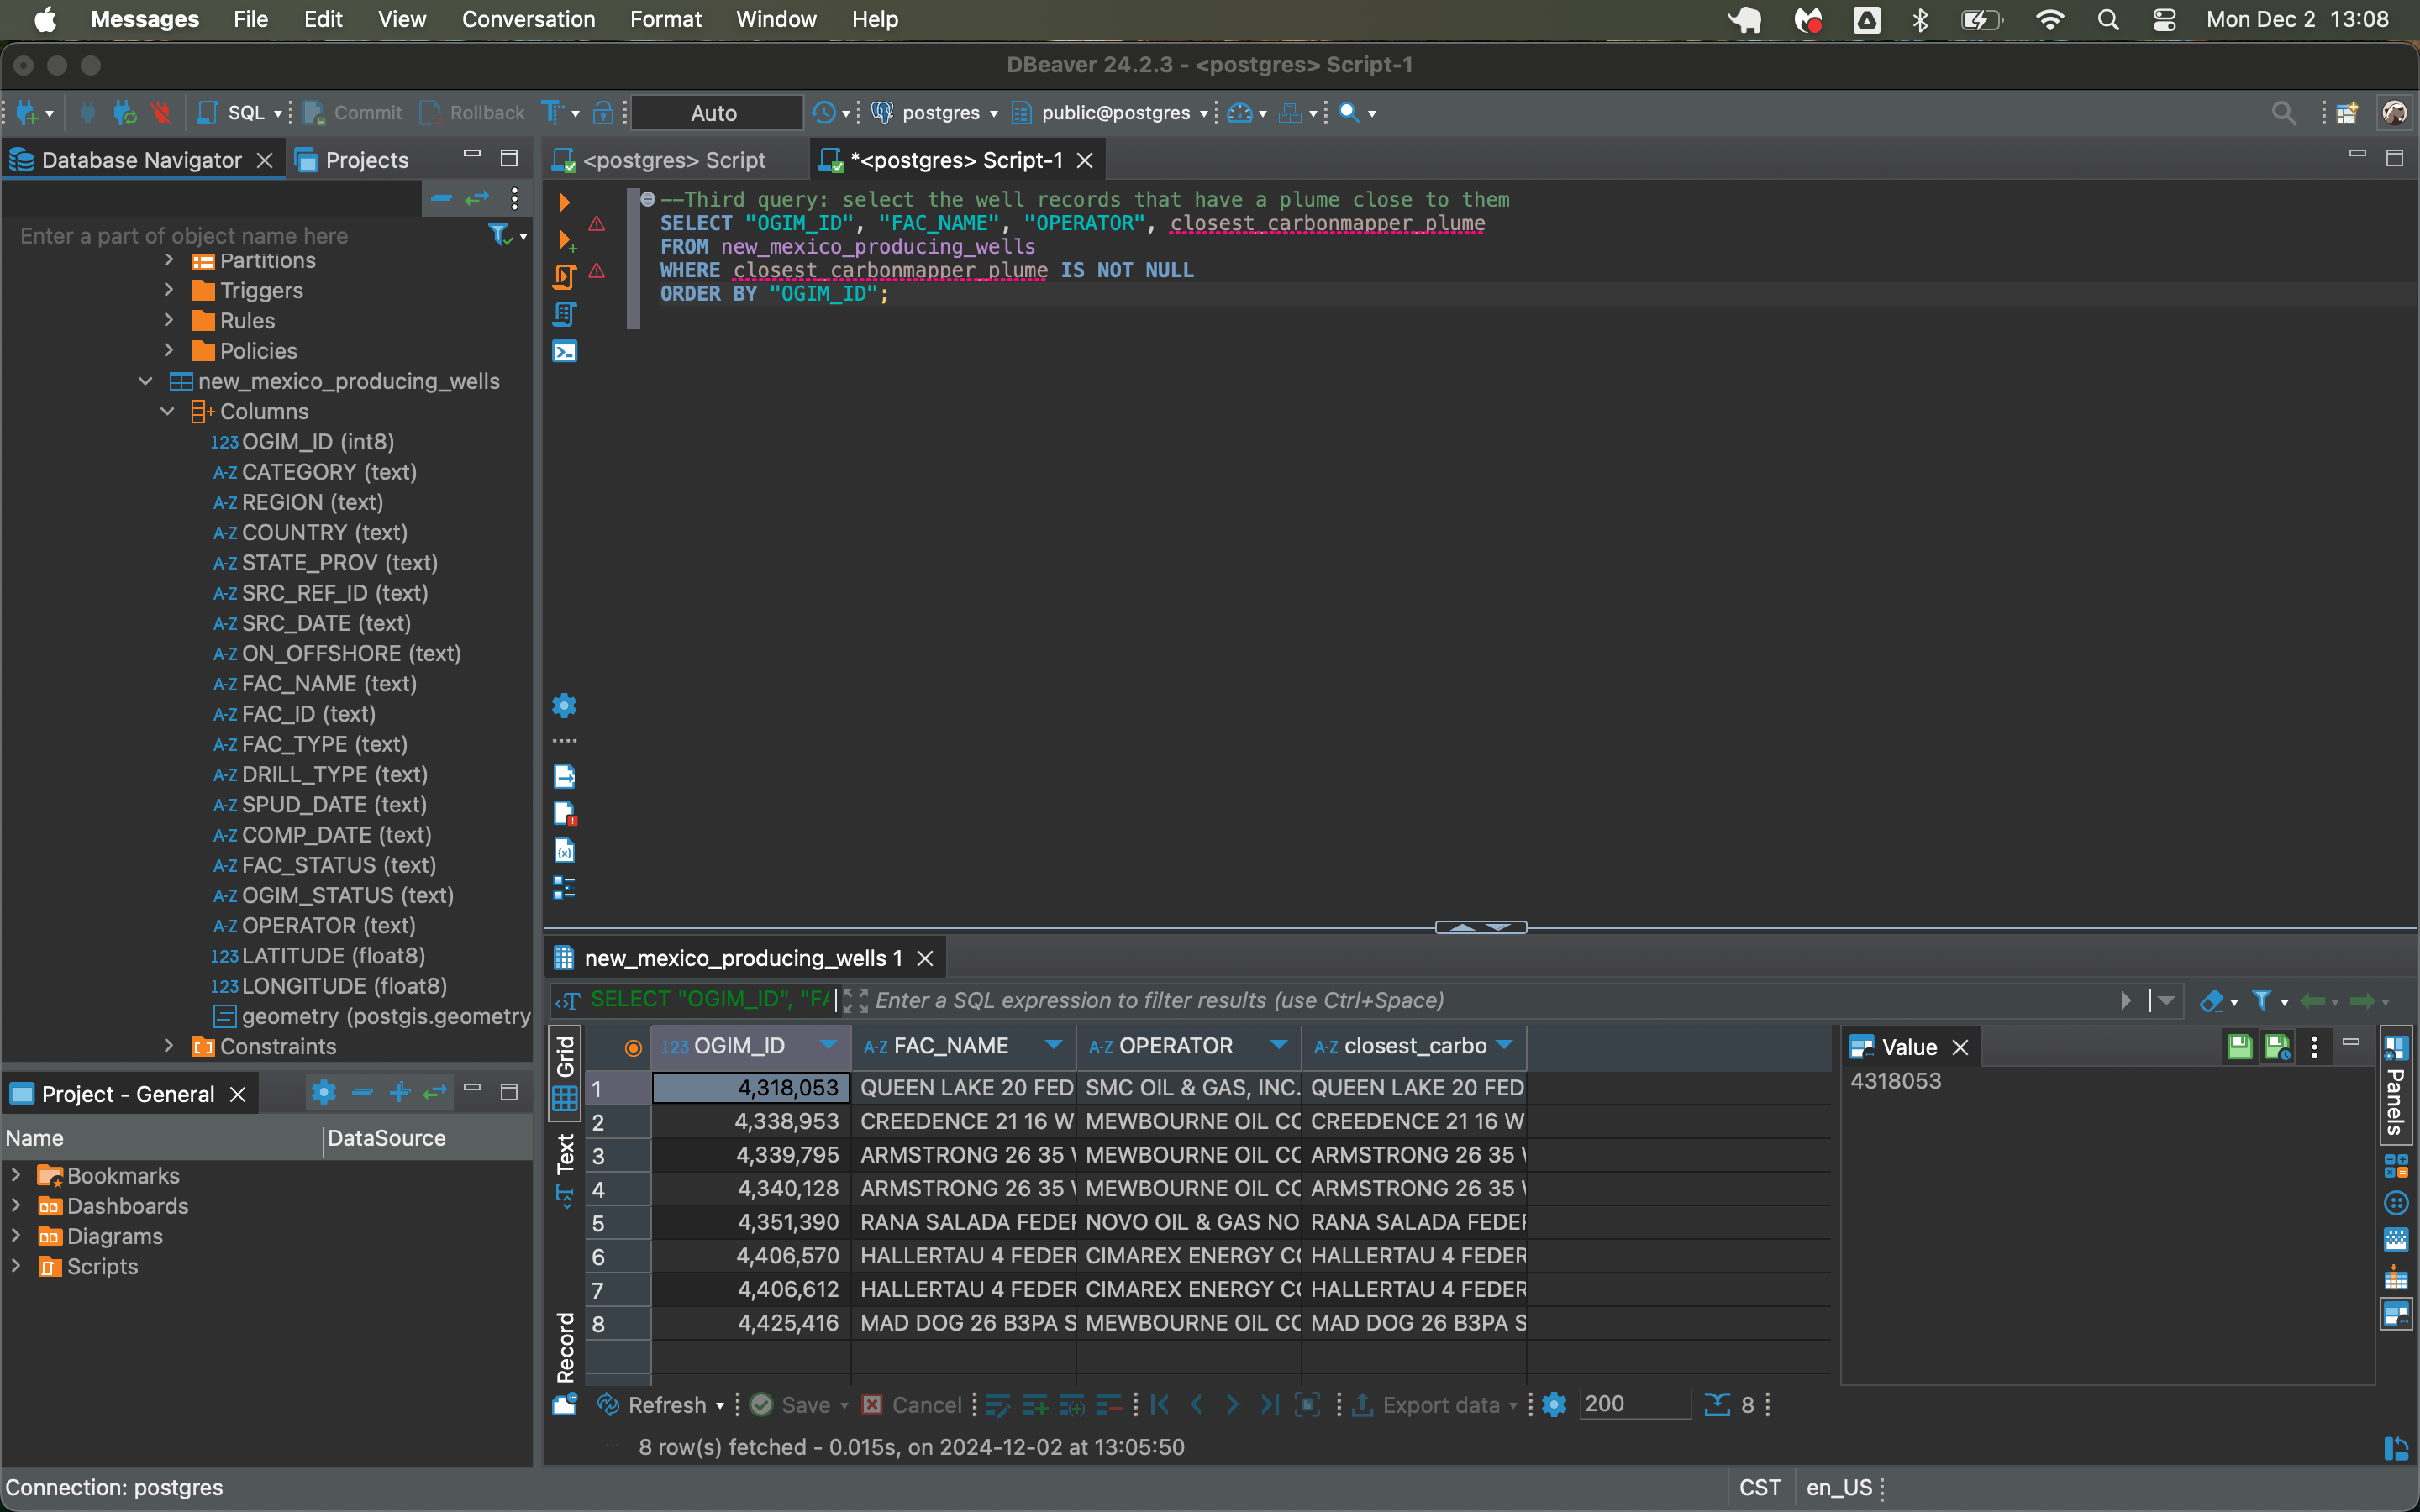 Messages File Edit View Conversation Format Window Help Mon Dec 2 13:08
DBeaver 24.2.3 - <postgres> Script-1
SQL Commit Rollback Auto postgres public@postgres
Database Navigator Projects
<postgres> Script *<postgres> Script-1
Enter a part of object name here
Partitions
Triggers
Rules
Policies
new_mexico_producing_wells
Columns
123 OGIM_ID (int8)
A-Z CATEGORY (text)
A-Z REGION (text)
A-Z COUNTRY (text)
A-Z STATE_PROV (text)
A-Z SRC_REF_ID (text)
A-Z SRC_DATE (text)
A-Z ON_OFFSHORE (text)
A-Z FAC_NAME (text)
A-Z FAC_ID (text)
A-Z FAC_TYPE (text)
A-Z DRILL_TYPE (text)
A-Z SPUD_DATE (text)
A-Z COMP_DATE (text)
A-Z FAC_STATUS (text)
A-Z OGIM_STATUS (text)
A-Z OPERATOR (text)
123 LATITUDE (float8)
123 LONGITUDE (float8)
geometry (postgis.geometry
Constraints
--Third query: select the well records that have a plume close to them
SELECT "OGIM_ID", "FAC_NAME", "OPERATOR", closest_carbonmapper_plume
FROM new_mexico_producing_wells
WHERE closest_carbonmapper_plume IS NOT NULL
ORDER BY "OGIM_ID";
Project - General
Name DataSource
Bookmarks
Dashboards
Diagrams
Scripts
new_mexico_producing_wells 1
SELECT "OGIM_ID", "FA Enter a SQL expression to filter results (use Ctrl+Space)
Grid
Text
Record
123 OGIM_ID A-Z FAC_NAME A-Z OPERATOR A-Z closest_carbo
1 4,318,053 QUEEN LAKE 20 FED SMC OIL & GAS, INC. QUEEN LAKE 20 FED
2 4,338,953 CREEDENCE 21 16 W MEWBOURNE OIL CO CREEDENCE 21 16 W
3 4,339,795 ARMSTRONG 26 35 W MEWBOURNE OIL CO ARMSTRONG 26 35 W
4 4,340,128 ARMSTRONG 26 35 W MEWBOURNE OIL CO ARMSTRONG 26 35 W
5 4,351,390 RANA SALADA FEDER NOVO OIL & GAS NO RANA SALADA FEDER
6 4,406,570 HALLERTAU 4 FEDER CIMAREX ENERGY CO HALLERTAU 4 FEDER
7 4,406,612 HALLERTAU 4 FEDER CIMAREX ENERGY CO HALLERTAU 4 FEDER
8 4,425,416 MAD DOG 26 B3PA S MEWBOURNE OIL CO MAD DOG 26 B3PA S
Value
4318053
Panels
Refresh Save Cancel Export data 200 8
8 row(s) fetched - 0.015s, on 2024-12-02 at 13:05:50
Connection: postgres CST en_US